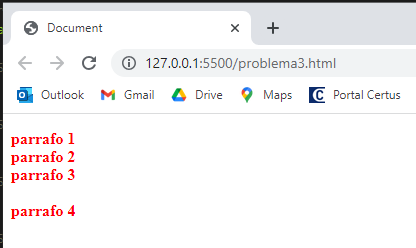 Document
127.0.0.1:5500/problema3.html
Outlook Gmail Drive Maps Portal Certus
parrafo 1
parrafo 2
parrafo 3
parrafo 4